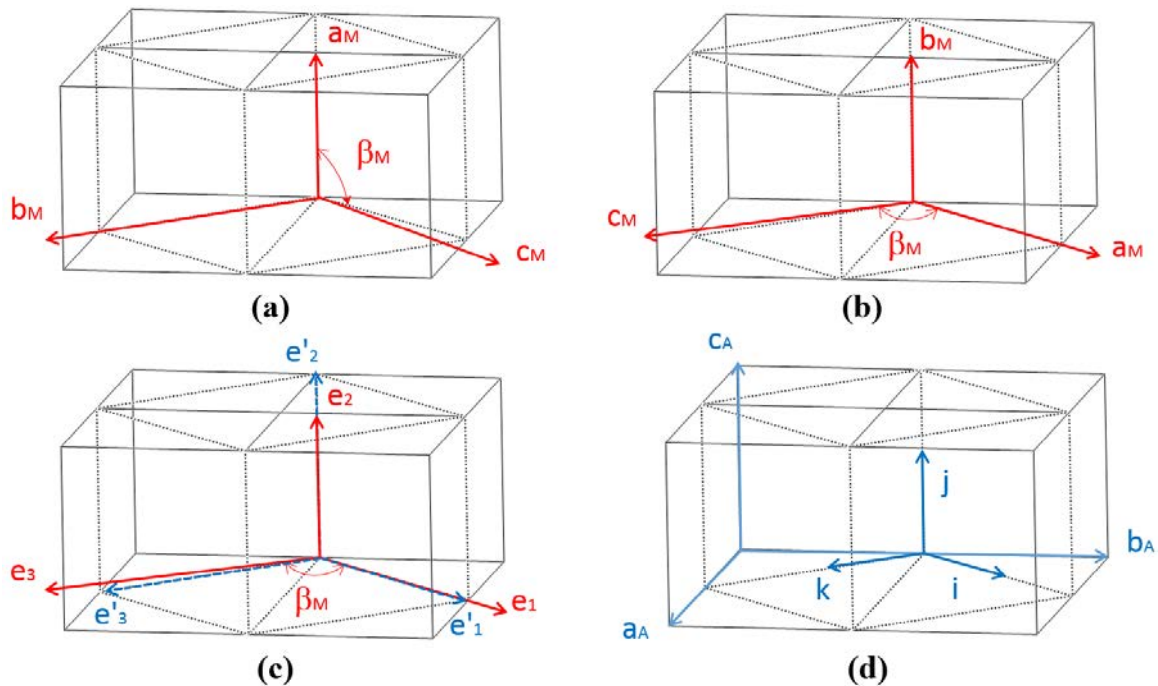 aM
βM
bM
cM
(a)
bM
cM
βM
aM
(b)
e'2
e2
e3
e'3
βM
e'1
e1
(c)
cA
j
bA
k
i
aA
(d)